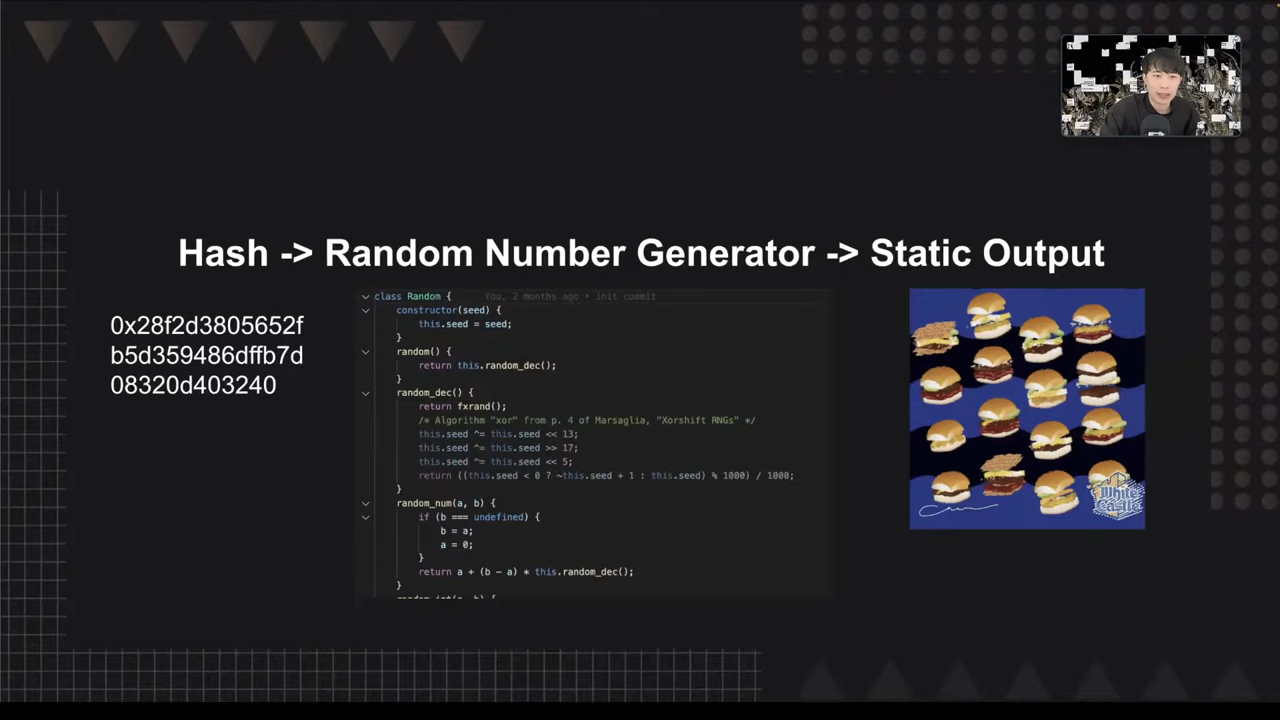 Hash -> Random Number Generator -> Static Output
0x28f2d3805652f
b5d359486dffb7d
08320d403240
class Random {     You, 2 months ago • init commit
constructor(seed) {
this.seed = seed;
}
random() {
return this.random_dec();
}
random_dec() {
return fxrand();
/* Algorithm "xor" from p. 4 of Marsaglia, "Xorshift RNGs" */
this.seed ^= this.seed << 13;
this.seed ^= this.seed >> 17;
this.seed ^= this.seed << 5;
return ((this.seed < 0 ? ~this.seed + 1 : this.seed) % 1000) / 1000;
}
random_num(a, b) {
if (b === undefined) {
b = a;
a = 0;
}
return a + (b - a) * this.random_dec();
}
White
Castle